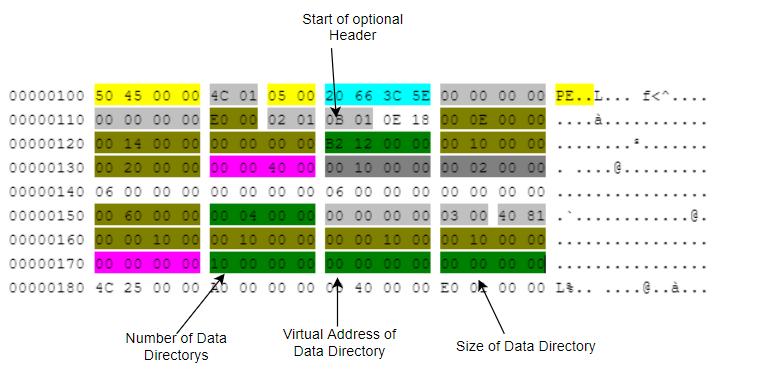 Start of optional
Header
00000100 50 45 00 00 4C 01 05 00 20 66 3C 5E 00 00 00 00 PE..L... f<^....
00000110 00 00 00 00 E0 00 02 01 0B 01 0E 18 00 0E 00 00 ....à...........
00000120 00 14 00 00 00 00 00 00 B2 12 00 00 00 10 00 00 ........².......
00000130 00 20 00 00 00 00 40 00 00 10 00 00 00 02 00 00 . ....@.........
00000140 06 00 00 00 00 00 00 00 06 00 00 00 00 00 00 00 ................
00000150 00 60 00 00 00 04 00 00 00 00 00 00 03 00 40 81 .`............@.
00000160 00 00 10 00 00 10 00 00 00 00 10 00 00 10 00 00 ................
00000170 00 00 00 00 10 00 00 00 00 00 00 00 00 00 00 00 ................
00000180 4C 25 00 00 A0 00 00 00 00 40 00 00 E0 00 00 L%.. ....@..à...
Number of Data
Directorys
Virtual Address of
Data Directory
Size of Data Directory